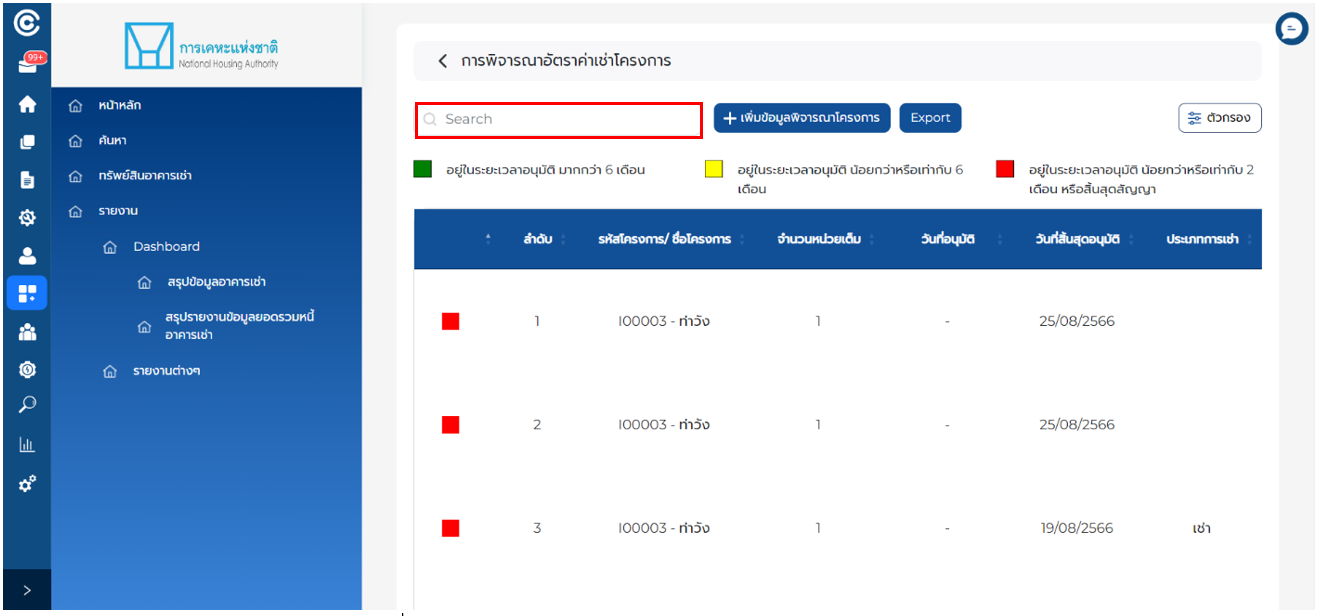 99+
การเคหะแห่งชาติ
National Housing Authority
หน้าหลัก
ค้นหา
ทรัพย์สินอาคารเช่า
รายงาน
Dashboard
สรุปข้อมูลอาคารเช่า
สรุปรายงานข้อมูลยอดรวมหนี้
อาคารเช่า
รายงานต่างๆ
การพิจารณาอัตราค่าเช่าโครงการ
Search
เพิ่มข้อมูลพิจารณาโครงการ
Export
ตัวกรอง
อยู่ในระยะเวลาอนุมัติ มากกว่า 6 เดือน
อยู่ในระยะเวลาอนุมัติ น้อยกว่าหรือเท่ากับ 6
เดือน
อยู่ในระยะเวลาอนุมัติ น้อยกว่าหรือเท่ากับ 2
เดือน หรือสิ้นสุดสัญญา
ลำดับ รหัสโครงการ/ ชื่อโครงการ จำนวนหน่วยเต็ม วันที่อนุมัติ วันที่สิ้นสุดอนุมัติ ประเภทการเช่า
1 I00003 - ท่าวัง 1 - 25/08/2566
2 I00003 - ท่าวัง 1 - 25/08/2566
3 I00003 - ท่าวัง 1 - 19/08/2566 เช่า